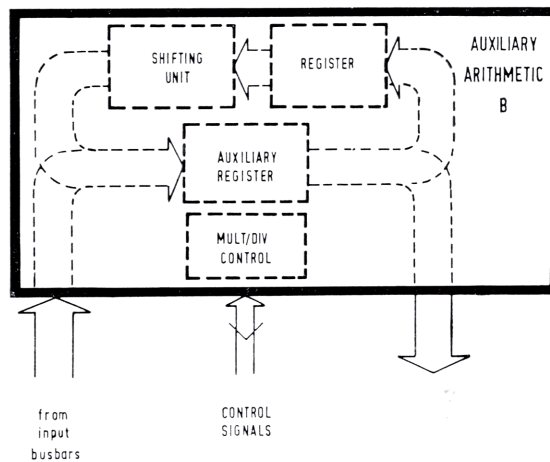 SHIFTING
UNIT
REGISTER
AUXILIARY
ARITHMETIC
B
AUXILIARY
REGISTER
MULT/DIV
CONTROL
from
input
busbars
CONTROL
SIGNALS